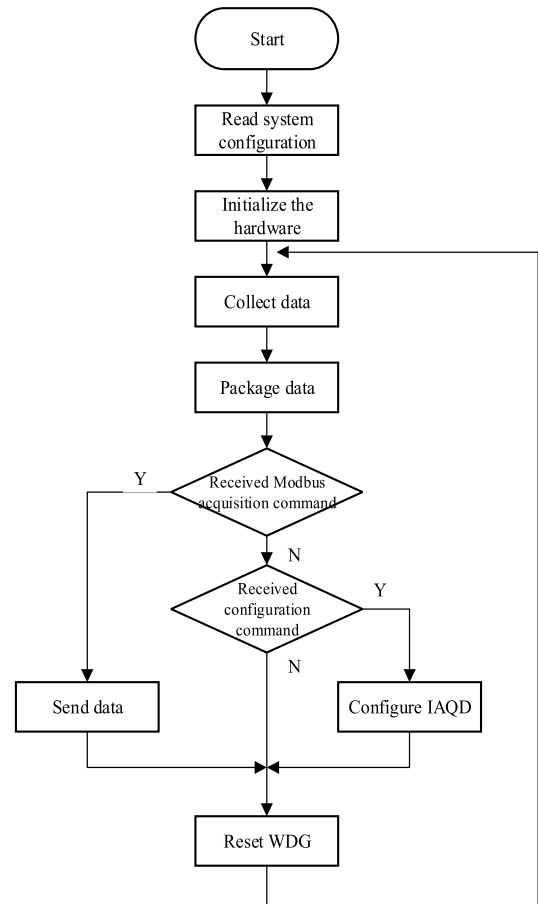 Start
Read system
configuration
Initialize the
hardware
Collect data
Package data
Y
Received Modbus
acquisition command
N
Received
configuration
command
Y
N
Send data
Configure IAQD
Reset WDG